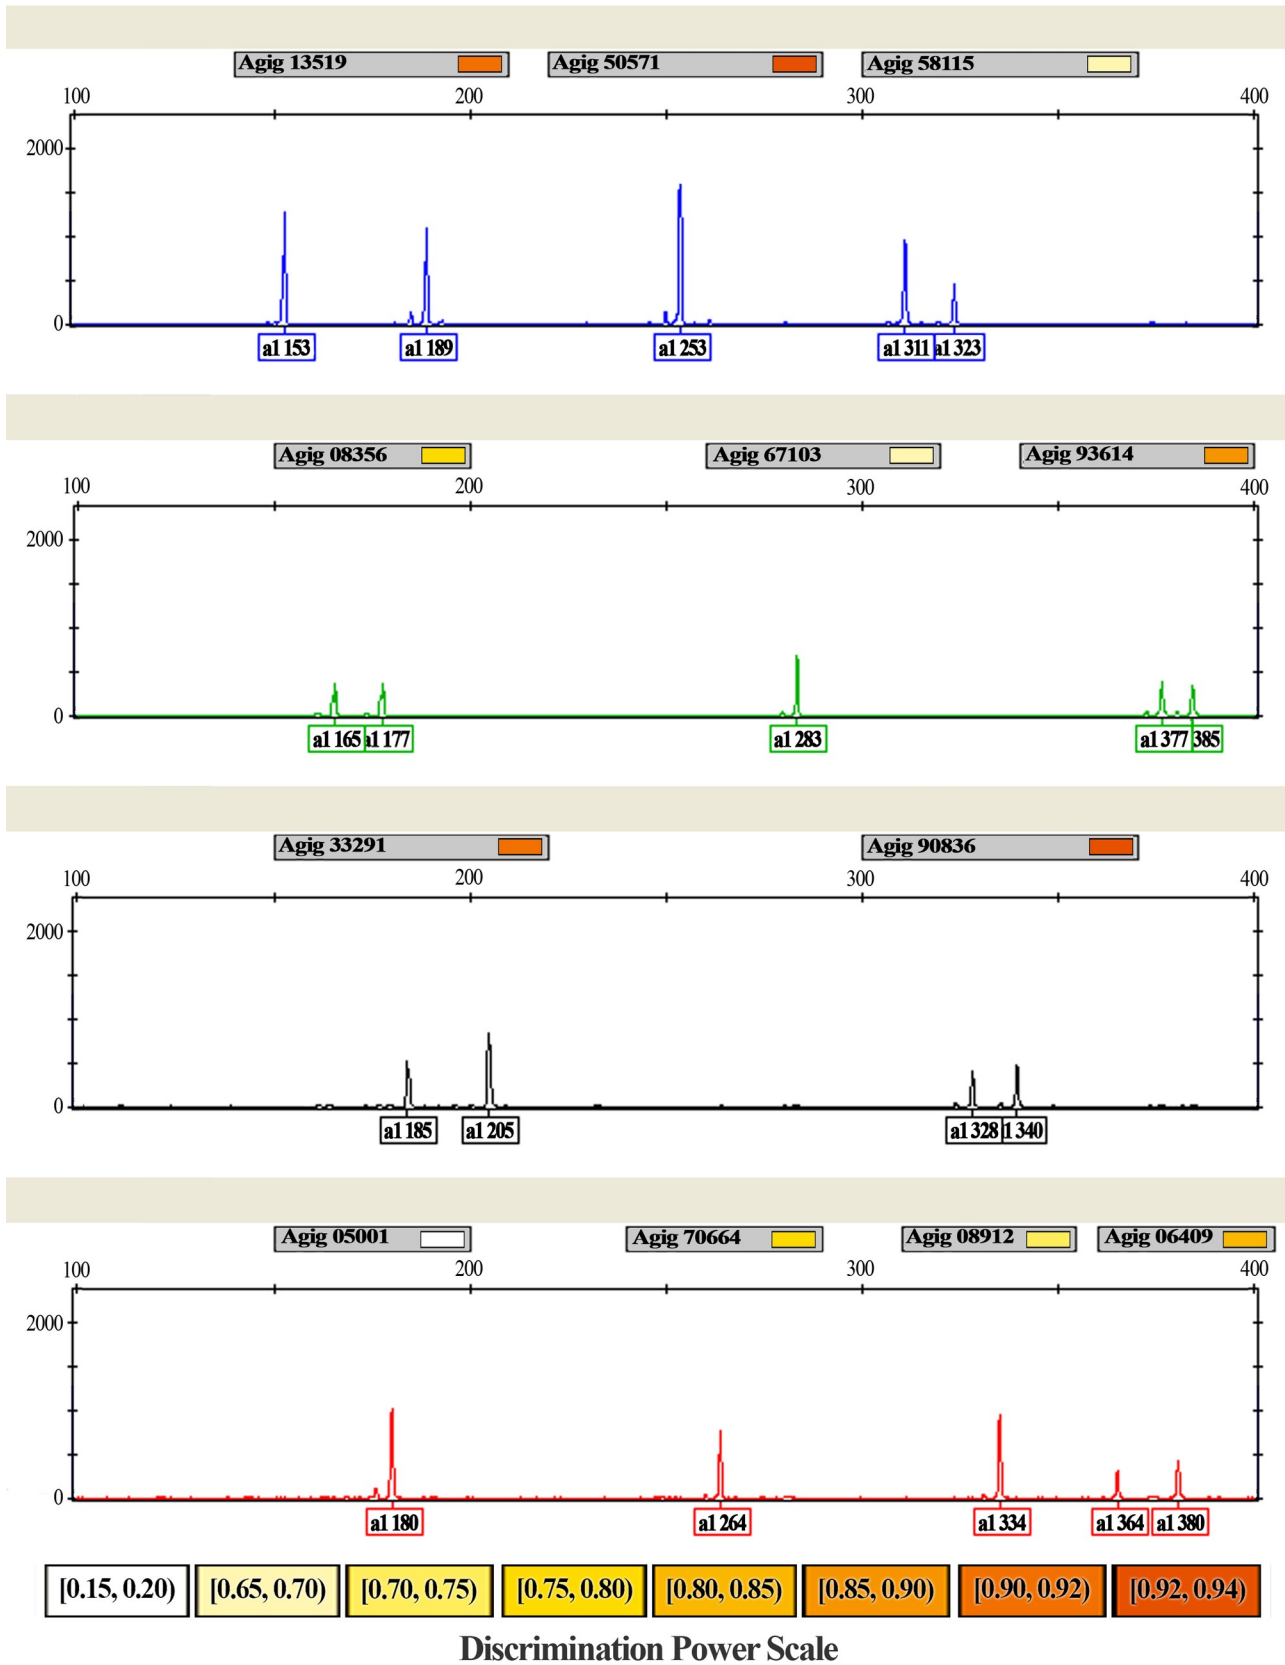 Agig 13519 Agig 50571 Agig 58115
100 200 300 400
2000
0
al 153 al 189 al 253 al 311 al 323
Agig 08356 Agig 67103 Agig 93614
100 200 300 400
2000
0
al 165 al 177 al 283 al 377 385
Agig 33291 Agig 90836
100 200 300 400
2000
0
al 185 al 205 al 328 l 340
Agig 05001 Agig 70664 Agig 08912 Agig 06409
100 200 300 400
2000
0
al 180 al 264 al 334 al 364 al 380
[0.15, 0.20) [0.65, 0.70) [0.70, 0.75) [0.75, 0.80) [0.80, 0.85) [0.85, 0.90) [0.90, 0.92) [0.92, 0.94)
Discrimination Power Scale